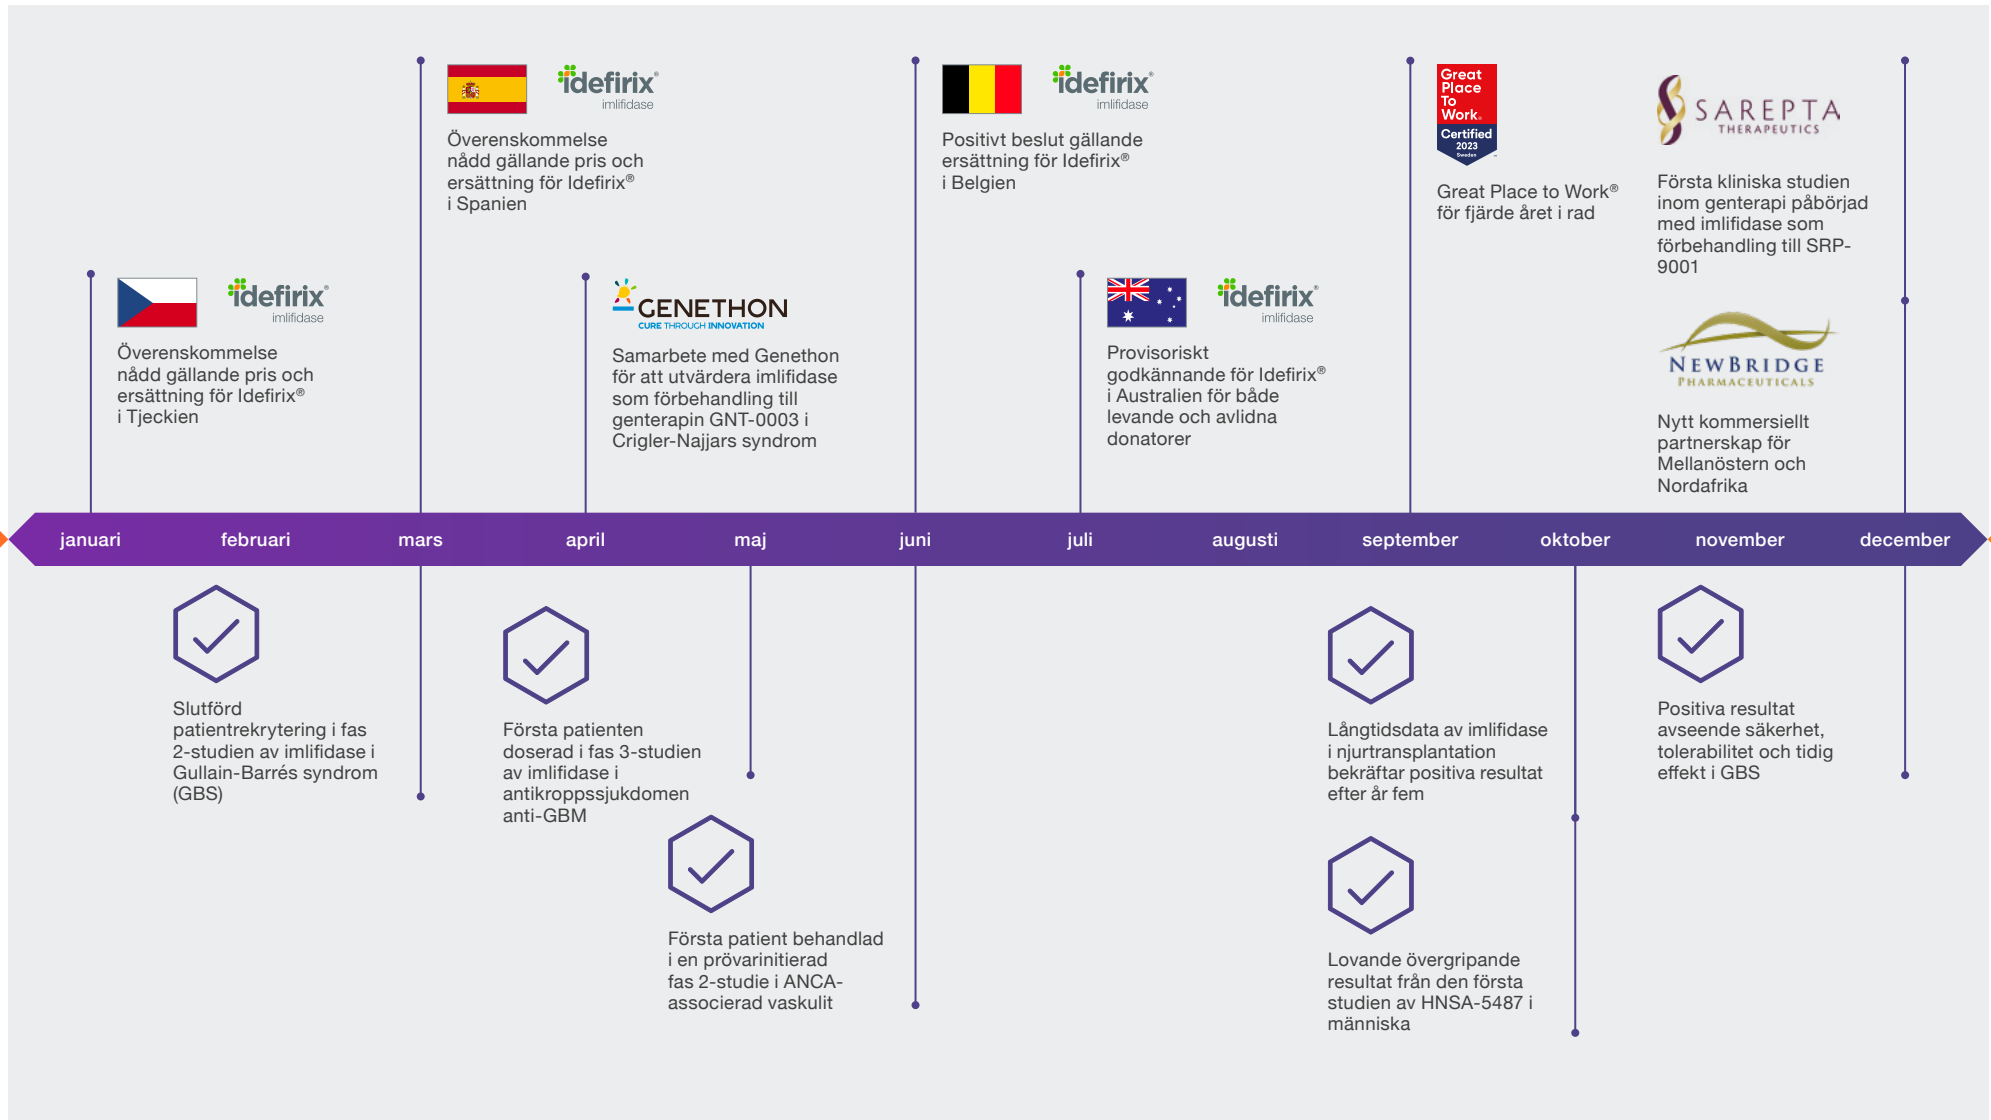 idefirix®
imlifidase
Överenskommelse
nådd gällande pris och
ersättning för Idefirix®
i Spanien
idefirix®
imlifidase
Positivt beslut gällande
ersättning för Idefirix®
i Belgien
Great
Place
To
Work®
Certified
2023
Sweden
Great Place to Work®
för fjärde året i rad
SAREPTA
THERAPEUTICS
Första kliniska studien
inom genterapi påbörjad
med imlifidase som
förbehandling till SRP-
9001
idefirix®
imlifidase
Överenskommelse
nådd gällande pris och
ersättning för Idefirix®
i Tjeckien
GENETHON
CURE THROUGH INNOVATION
Samarbete med Genethon
för att utvärdera imlifidase
som förbehandling till
genterapin GNT-0003 i
Crigler-Najjars syndrom
idefirix®
imlifidase
Provisoriskt
godkännande för Idefirix®
i Australien för både
levande och avlidna
donatorer
NEWBRIDGE
PHARMACEUTICALS
Nytt kommersiellt
partnerskap för
Mellanöstern och
Nordafrika
januari februari mars april maj juni juli augusti september oktober november december
Slutförd
patientrekrytering i fas
2-studien av imlifidase i
Gullain-Barrés syndrom
(GBS)
Första patienten
doserad i fas 3-studien
av imlifidase i
antikroppssjukdomen
anti-GBM
Första patient behandlad
i en prövarinitierad
fas 2-studie i ANCA-
associerad vaskulit
Långtidsdata av imlifidase
i njurtransplantation
bekräftar positiva resultat
efter år fem
Lovande övergripande
resultat från den första
studien av HNSA-5487 i
människa
Positiva resultat
avseende säkerhet,
tolerabilitet och tidig
effekt i GBS